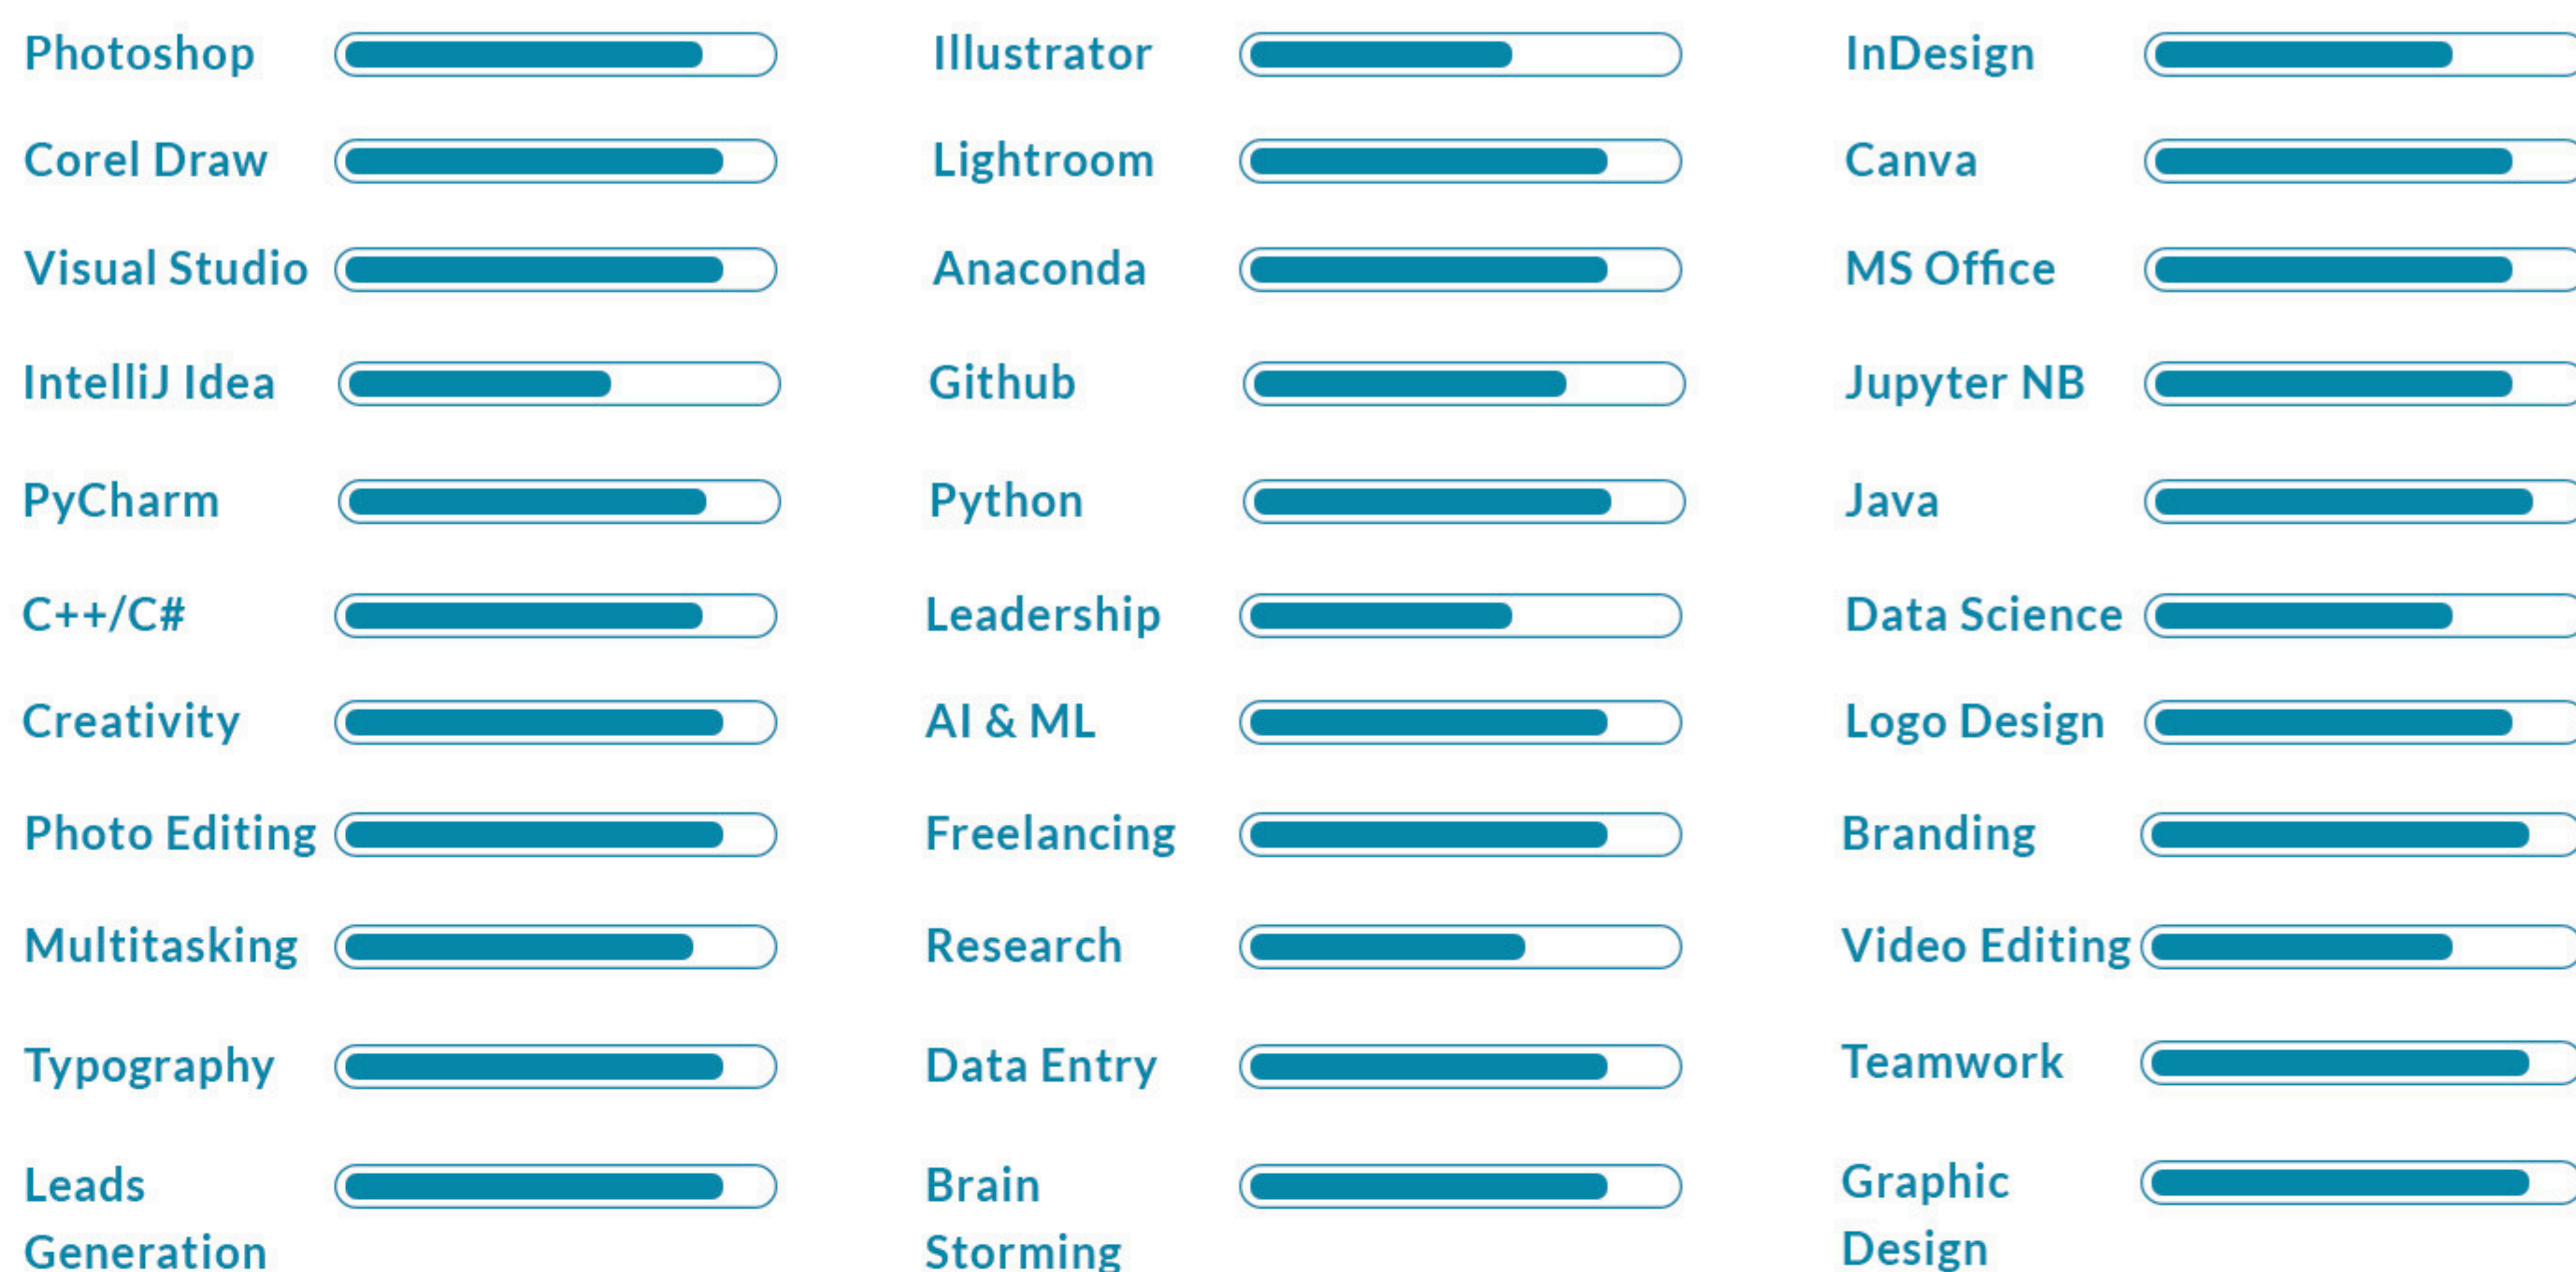 Photoshop
Illustrator
InDesign
Corel Draw
Lightroom
Canva
Visual Studio
Anaconda
MS Office
IntelliJ Idea
Github
Jupyter NB
PyCharm
Python
Java
C++/C#
Leadership
Data Science
Creativity
AI & ML
Logo Design
Photo Editing
Freelancing
Branding
Multitasking
Research
Video Editing
Typography
Data Entry
Teamwork
Leads
Generation
Brain
Storming
Graphic
Design